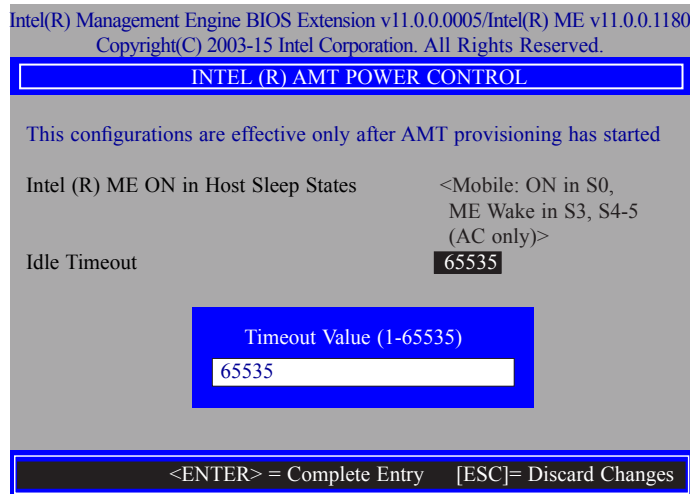 Intel(R) Management Engine BIOS Extension v11.0.0.0005/Intel(R) ME v11.0.0.1180
Copyright(C) 2003-15 Intel Corporation. All Rights Reserved.
INTEL (R) AMT POWER CONTROL
This configurations are effective only after AMT provisioning has started
Intel (R) ME ON in Host Sleep States <Mobile: ON in S0,
ME Wake in S3, S4-5
(AC only)>
Idle Timeout 65535
Timeout Value (1-65535)
65535
<ENTER> = Complete Entry [ESC]= Discard Changes